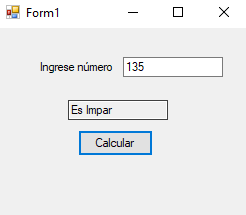 Form1
Ingrese número 135
Es Impar
Calcular